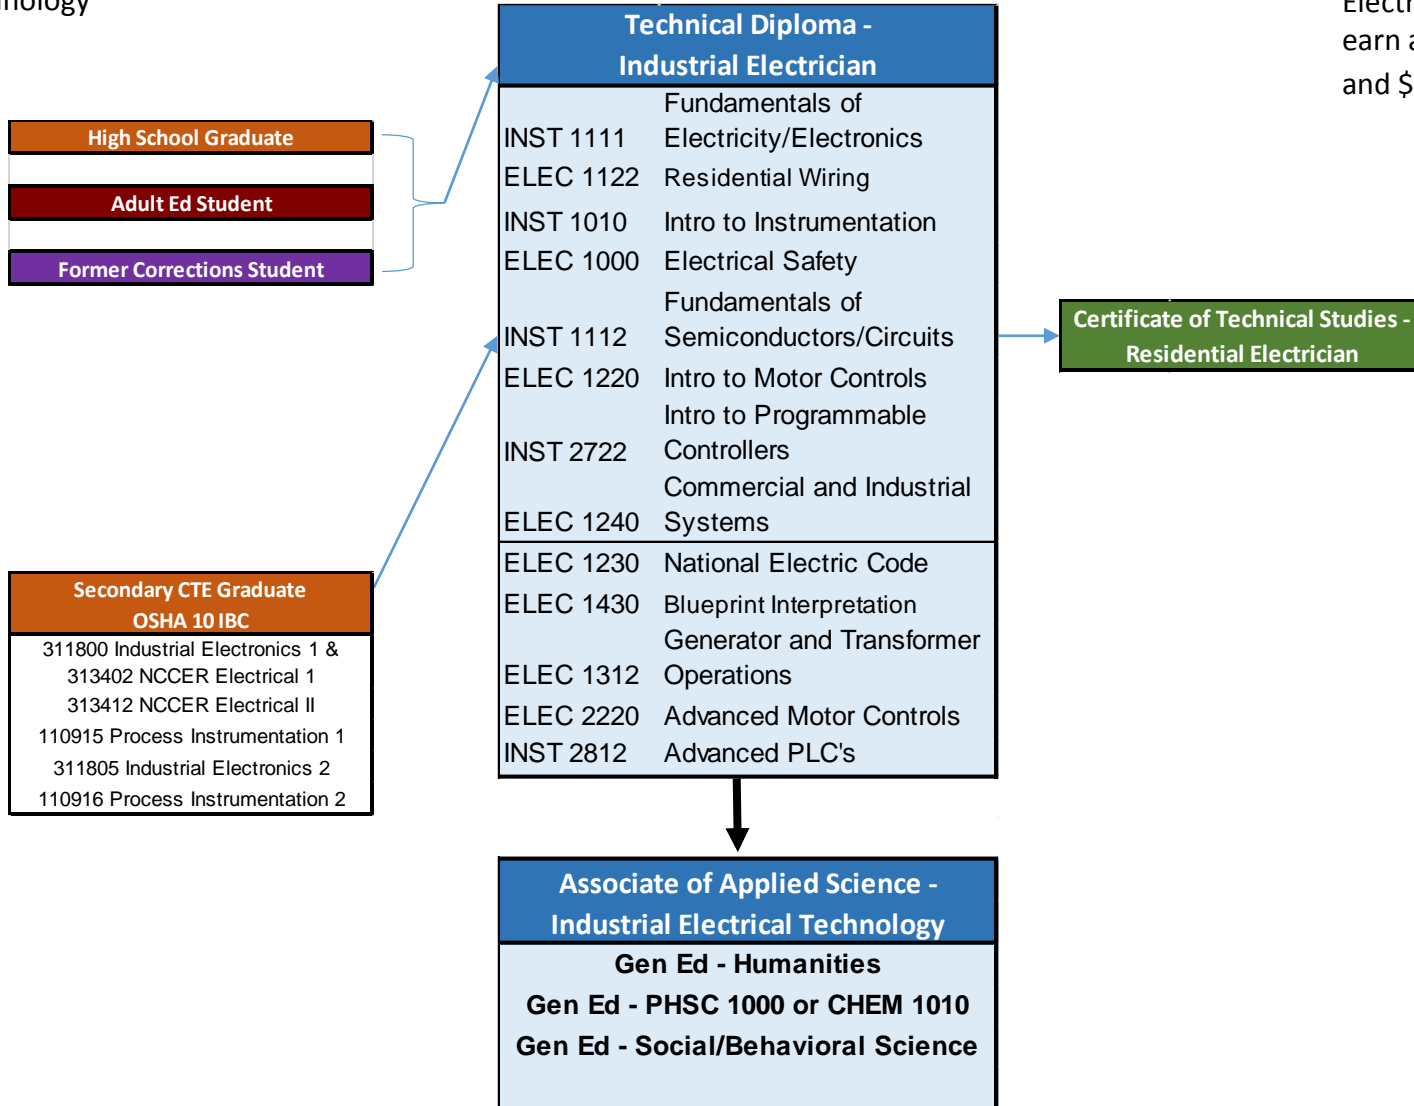 Technical Diploma -
Industrial Electrician
earn a
and $
High School Graduate
Adult Ed Student
Former Corrections Student
Fundamentals of
INST 1111 Electricity/Electronics
ELEC 1122 Residential Wiring
INST 1010 Intro to Instrumentation
ELEC 1000 Electrical Safety
Fundamentals of
INST 1112 Semiconductors/Circuits
ELEC 1220 Intro to Motor Controls
Intro to Programmable
INST 2722 Controllers
Commercial and Industrial
ELEC 1240 Systems
ELEC 1230 National Electric Code
ELEC 1430 Blueprint Interpretation
Generator and Transformer
ELEC 1312 Operations
ELEC 2220 Advanced Motor Controls
INST 2812 Advanced PLC's
Certificate of Technical Studies -
Residential Electrician
Secondary CTE Graduate
OSHA 10 IBC
311800 Industrial Electronics 1 &
313402 NCCER Electrical 1
313412 NCCER Electrical II
110915 Process Instrumentation 1
311805 Industrial Electronics 2
110916 Process Instrumentation 2
Associate of Applied Science -
Industrial Electrical Technology
Gen Ed - Humanities
Gen Ed - PHSC 1000 or CHEM 1010
Gen Ed - Social/Behavioral Science